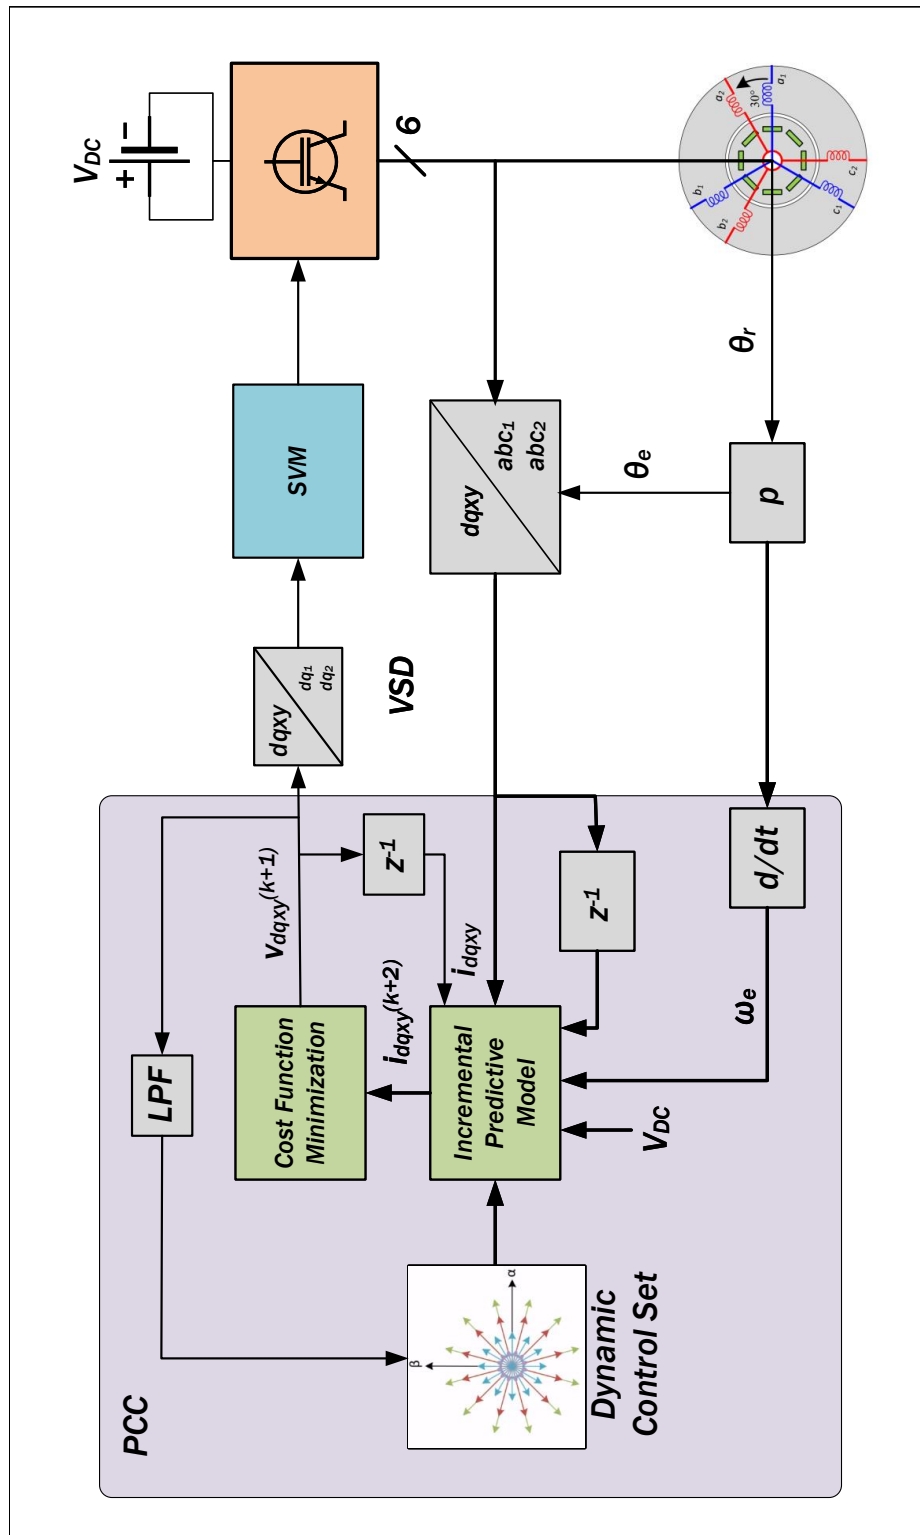 PCC
LPF
V_DC
+ −
Cost Function
Minimization
v_dqxy(k+1)
dqxy
dq₁
dq₂
SVM
i_dqxy(k+2)
z⁻¹
VSD
6
β
α
Dynamic
Control Set
Incremental
Predictive
Model
i_dqxy
dqxy
abc₁
abc₂
V_DC
z⁻¹
θ_e
ω_e
d/dt
p
θ_r
b₁
b₂
a₂
30°
a₁
c₁
c₂